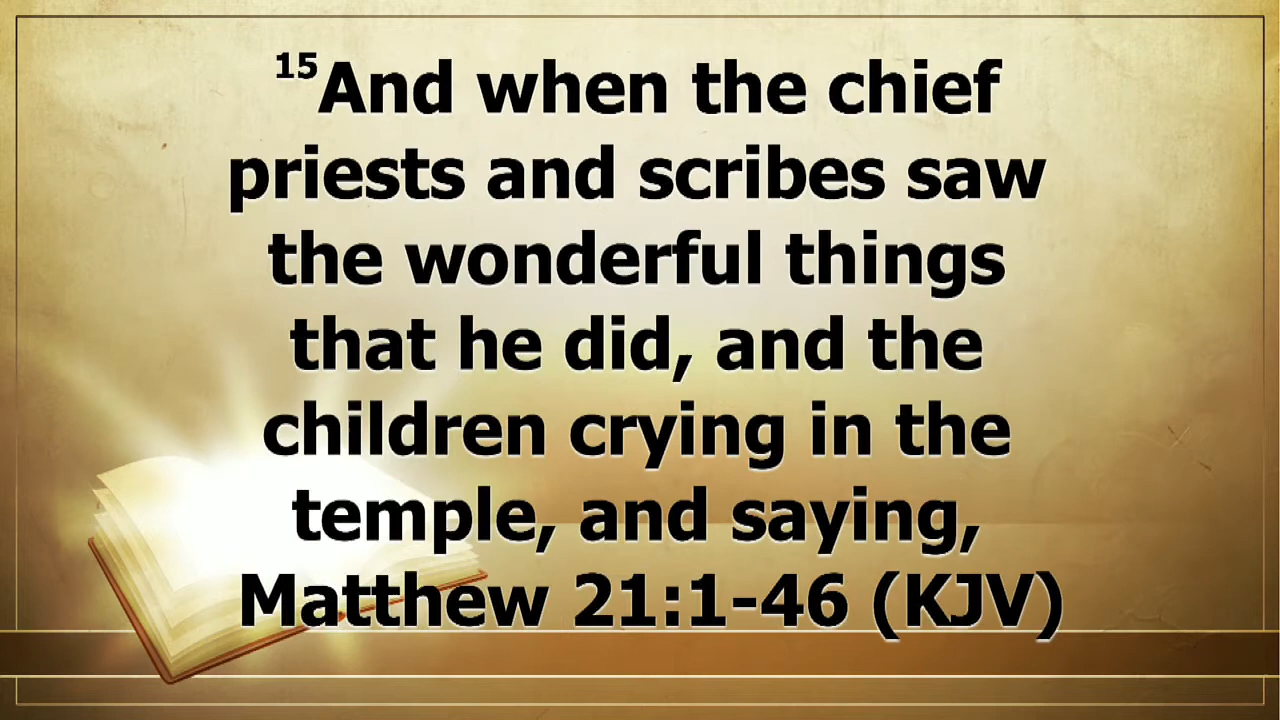 15And when the chief
priests and scribes saw
the wonderful things
that he did, and the
children crying in the
temple, and saying,
Matthew 21:1-46 (KJV)